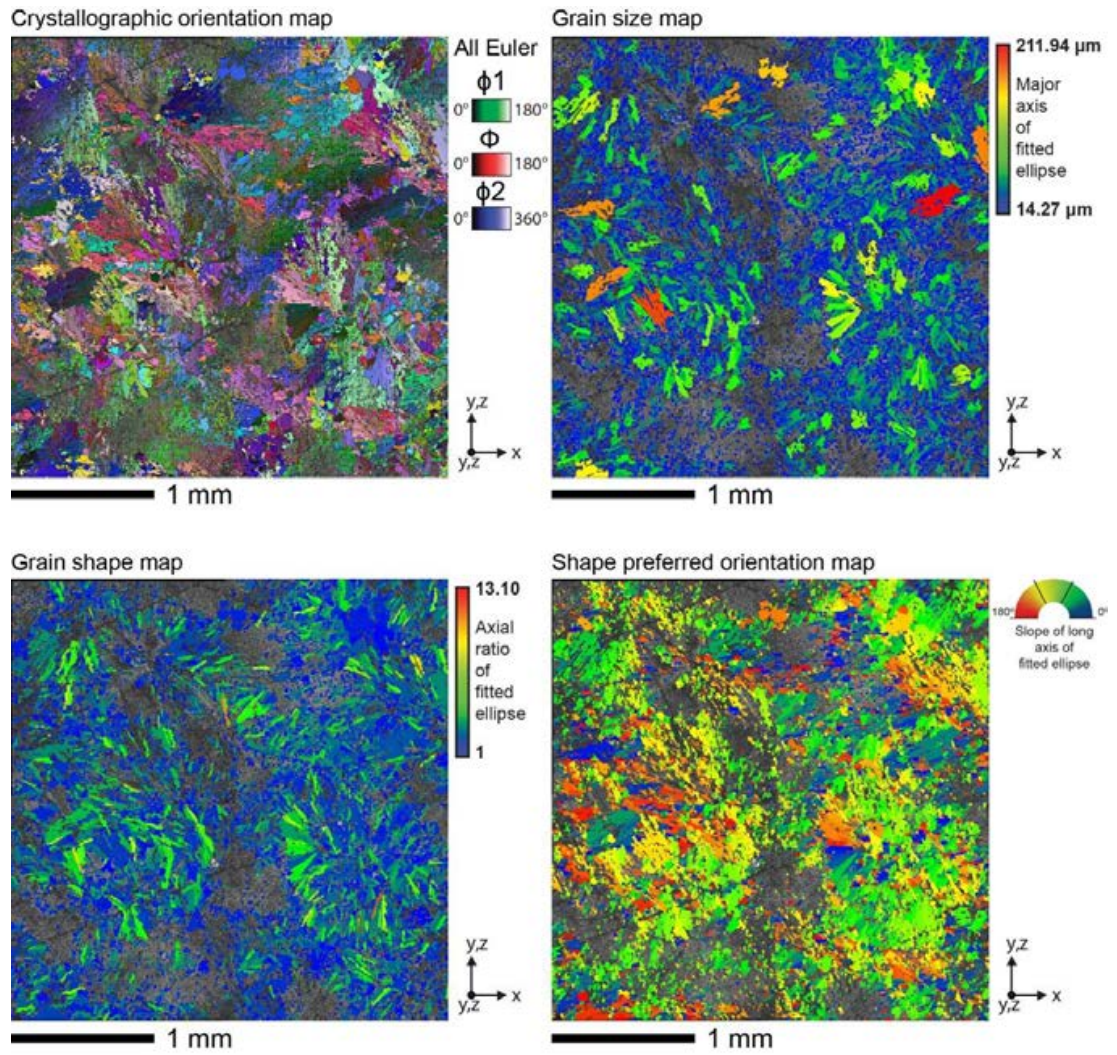 Crystallographic orientation map
All Euler
ϕ1
0° 180°
Φ
0° 180°
ϕ2
0° 360°
y,z
y,z x
1 mm
Grain size map
211.94 µm
Major
axis
of
fitted
ellipse
14.27 µm
y,z
y,z x
1 mm
Grain shape map
13.10
Axial
ratio
of
fitted
ellipse
1
y,z
y,z x
1 mm
Shape preferred orientation map
180° 0°
Slope of long
axis of
fitted ellipse
y,z
y,z x
1 mm